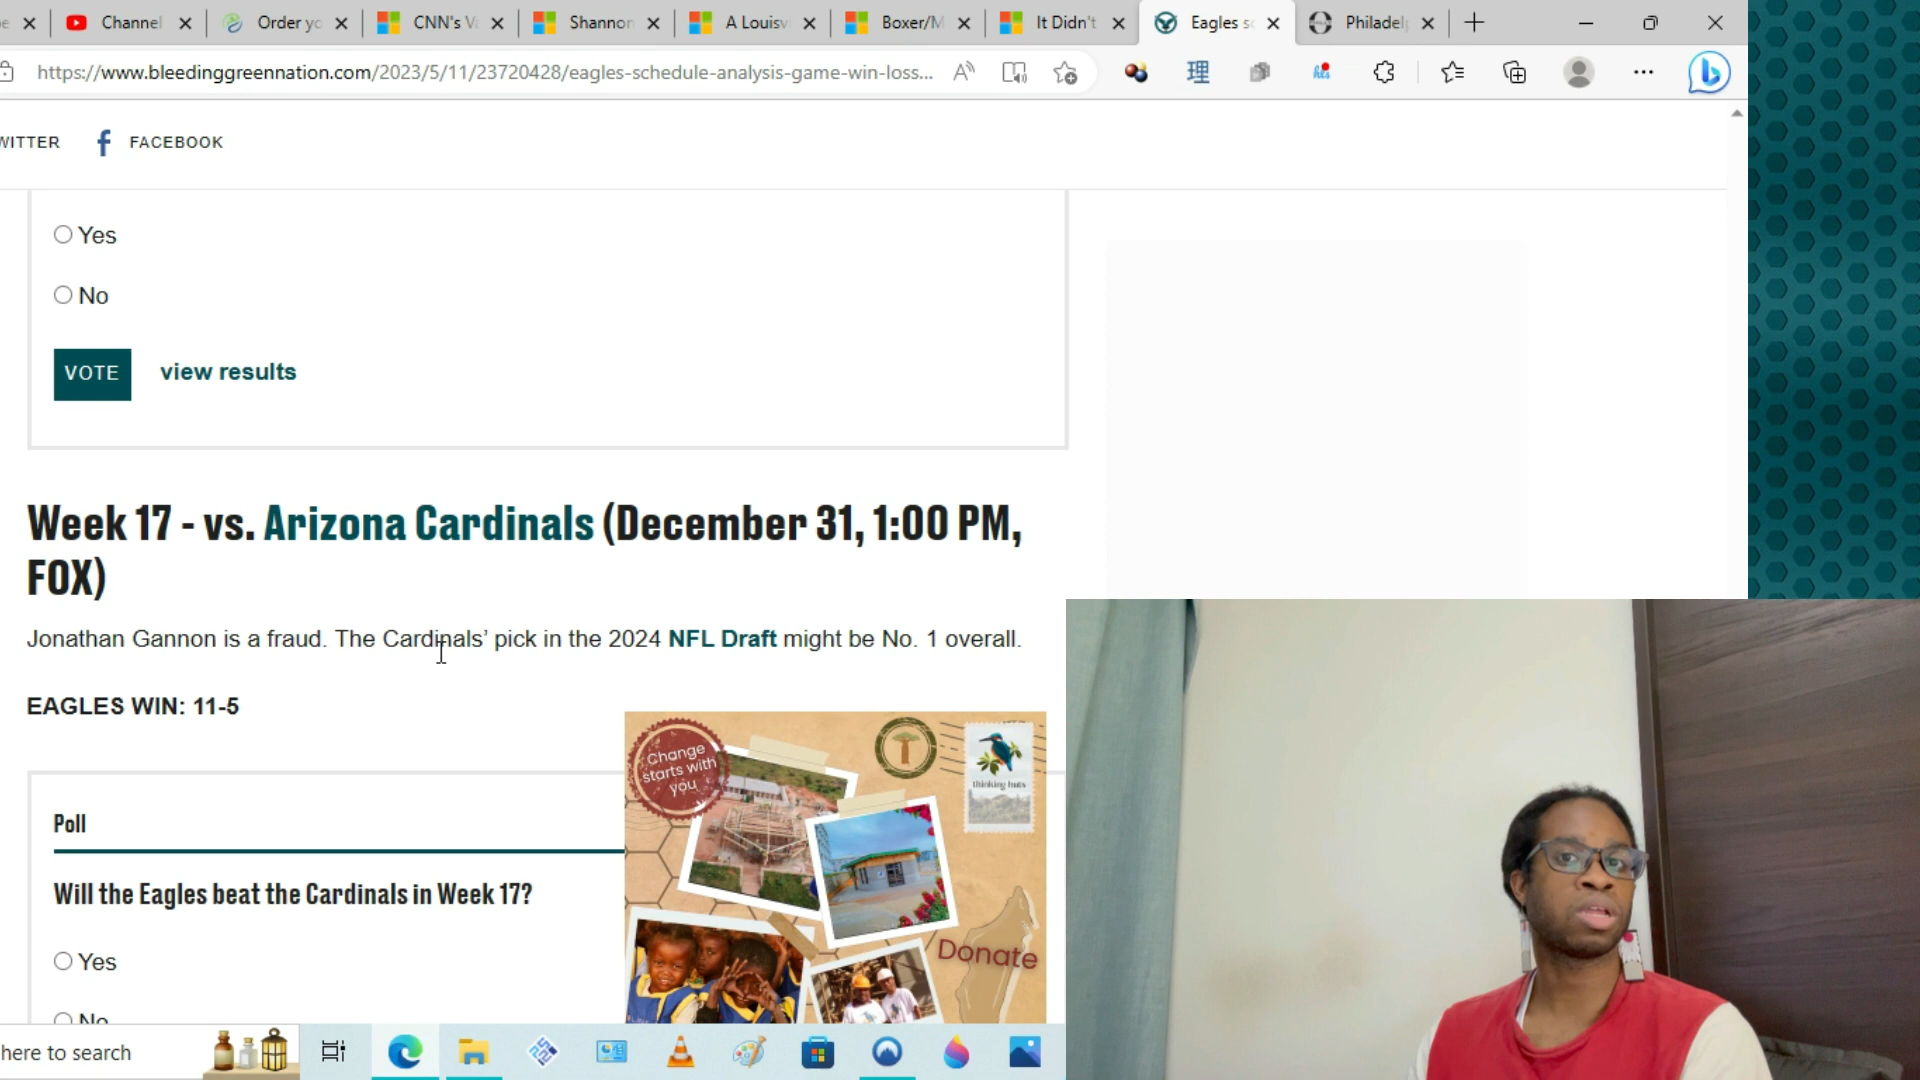 Channel
Order yo
CNN's V
Shannon
A Louisv
Boxer/M
It Didn't
Eagles sc
Philadel
https://www.bleedinggreennation.com/2023/5/11/23720428/eagles-schedule-analysis-game-win-loss...
WITTER
FACEBOOK
Yes
No
VOTE
view results
Week 17 - vs. Arizona Cardinals (December 31, 1:00 PM,
FOX)
Jonathan Gannon is a fraud. The Cardinals' pick in the 2024 NFL Draft might be No. 1 overall.
EAGLES WIN: 11-5
Poll
Will the Eagles beat the Cardinals in Week 17?
Yes
No
Change
starts with
you
thinking huts
Donate
here to search